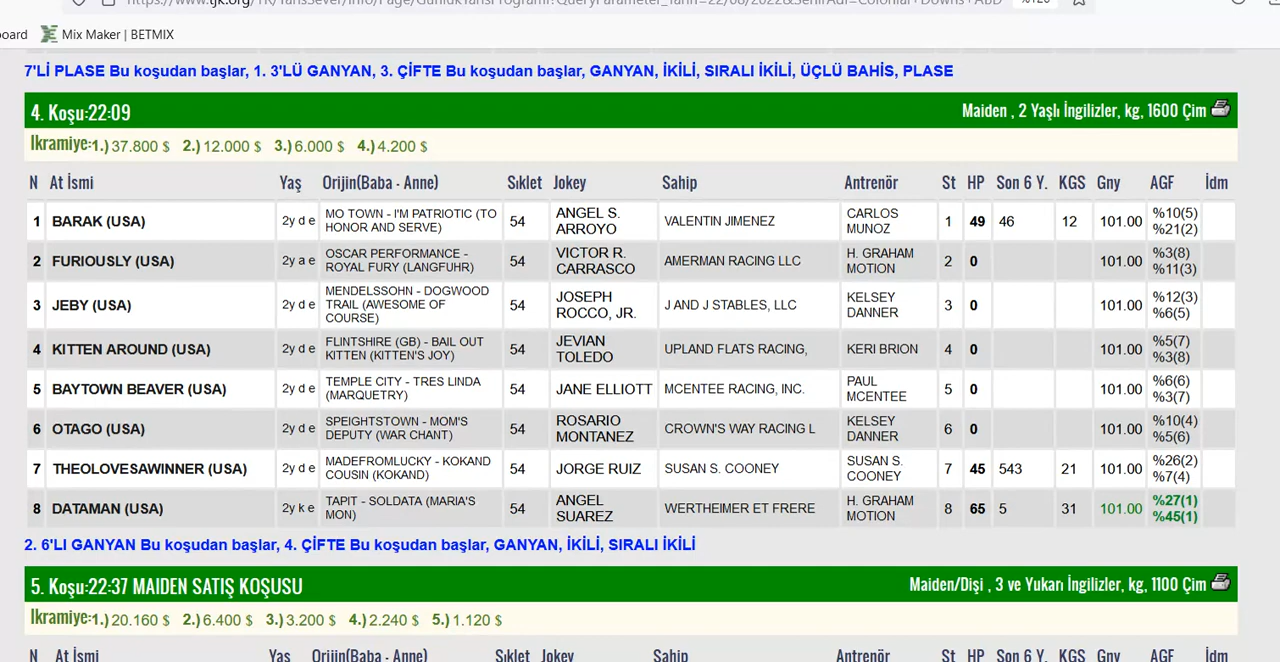 oard Mix Maker | BETMIX
7'Lİ PLASE Bu koşudan başlar, 1. 3'LÜ GANYAN, 3. ÇİFTE Bu koşudan başlar, GANYAN, İKİLİ, SIRALI İKİLİ, ÜÇLÜ BAHİS, PLASE
4. Koşu:22:09 Maiden , 2 Yaşlı İngilizler, kg, 1600 Çim
İkramiye:1.) 37.800 $ 2.) 12.000 $ 3.) 6.000 $ 4.) 4.200 $
N At İsmi Yaş Orijin(Baba - Anne) Sıklet Jokey Sahip Antrenör St HP Son 6 Y. KGS Gny AGF İdm
1 BARAK (USA) 2y d e MO TOWN - I'M PATRIOTIC (TO HONOR AND SERVE) 54 ANGEL S. ARROYO VALENTIN JIMENEZ CARLOS MUNOZ 1 49 46 12 101.00 %10(5) %21(2)
2 FURIOUSLY (USA) 2y a e OSCAR PERFORMANCE - ROYAL FURY (LANGFUHR) 54 VICTOR R. CARRASCO AMERMAN RACING LLC H. GRAHAM MOTION 2 0 101.00 %3(8) %11(3)
3 JEBY (USA) 2y d e MENDELSSOHN - DOGWOOD TRAIL (AWESOME OF COURSE) 54 JOSEPH ROCCO, JR. J AND J STABLES, LLC KELSEY DANNER 3 0 101.00 %12(3) %6(5)
4 KITTEN AROUND (USA) 2y d e FLINTSHIRE (GB) - BAIL OUT KITTEN (KITTEN'S JOY) 54 JEVIAN TOLEDO UPLAND FLATS RACING, KERI BRION 4 0 101.00 %5(7) %3(8)
5 BAYTOWN BEAVER (USA) 2y d e TEMPLE CITY - TRES LINDA (MARQUETRY) 54 JANE ELLIOTT MCENTEE RACING, INC. PAUL MCENTEE 5 0 101.00 %6(6) %3(7)
6 OTAGO (USA) 2y d e SPEIGHTSTOWN - MOM'S DEPUTY (WAR CHANT) 54 ROSARIO MONTANEZ CROWN'S WAY RACING L KELSEY DANNER 6 0 101.00 %10(4) %5(6)
7 THEOLOVESAWINNER (USA) 2y d e MADEFROMLUCKY - KOKAND COUSIN (KOKAND) 54 JORGE RUIZ SUSAN S. COONEY SUSAN S. COONEY 7 45 543 21 101.00 %26(2) %7(4)
8 DATAMAN (USA) 2y k e TAPIT - SOLDATA (MARIA'S MON) 54 ANGEL SUAREZ WERTHEIMER ET FRERE H. GRAHAM MOTION 8 65 5 31 101.00 %27(1) %45(1)
2. 6'LI GANYAN Bu koşudan başlar, 4. ÇİFTE Bu koşudan başlar, GANYAN, İKİLİ, SIRALI İKİLİ
5. Koşu:22:37 MAIDEN SATIŞ KOŞUSU Maiden/Dişi , 3 ve Yukarı İngilizler, kg, 1100 Çim
İkramiye:1.) 20.160 $ 2.) 6.400 $ 3.) 3.200 $ 4.) 2.240 $ 5.) 1.120 $
N At İsmi Yaş Orijin(Baba - Anne) Sıklet Jokey Sahip Antrenör St HP Son 6 Y. KGS Gny AGF İdm